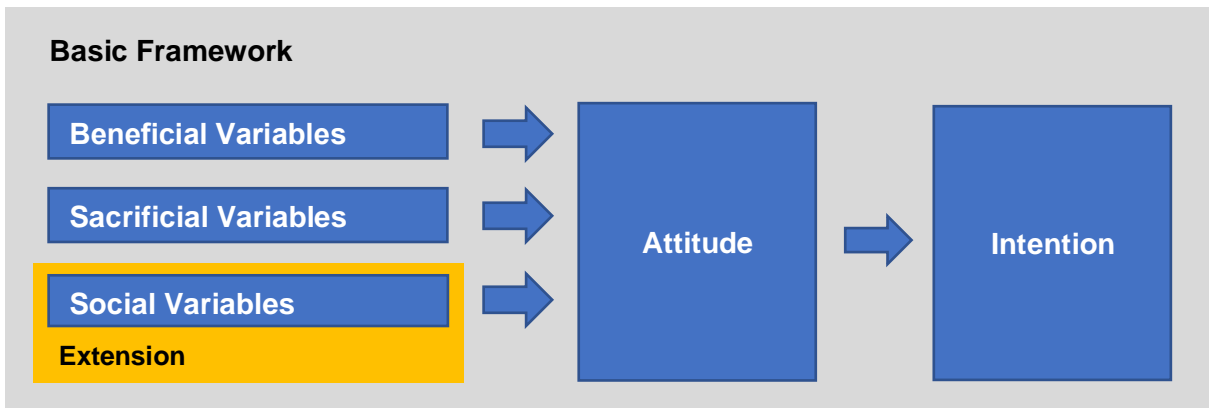 Basic Framework
Beneficial Variables
Sacrificial Variables
Attitude
Intention
Social Variables
Extension